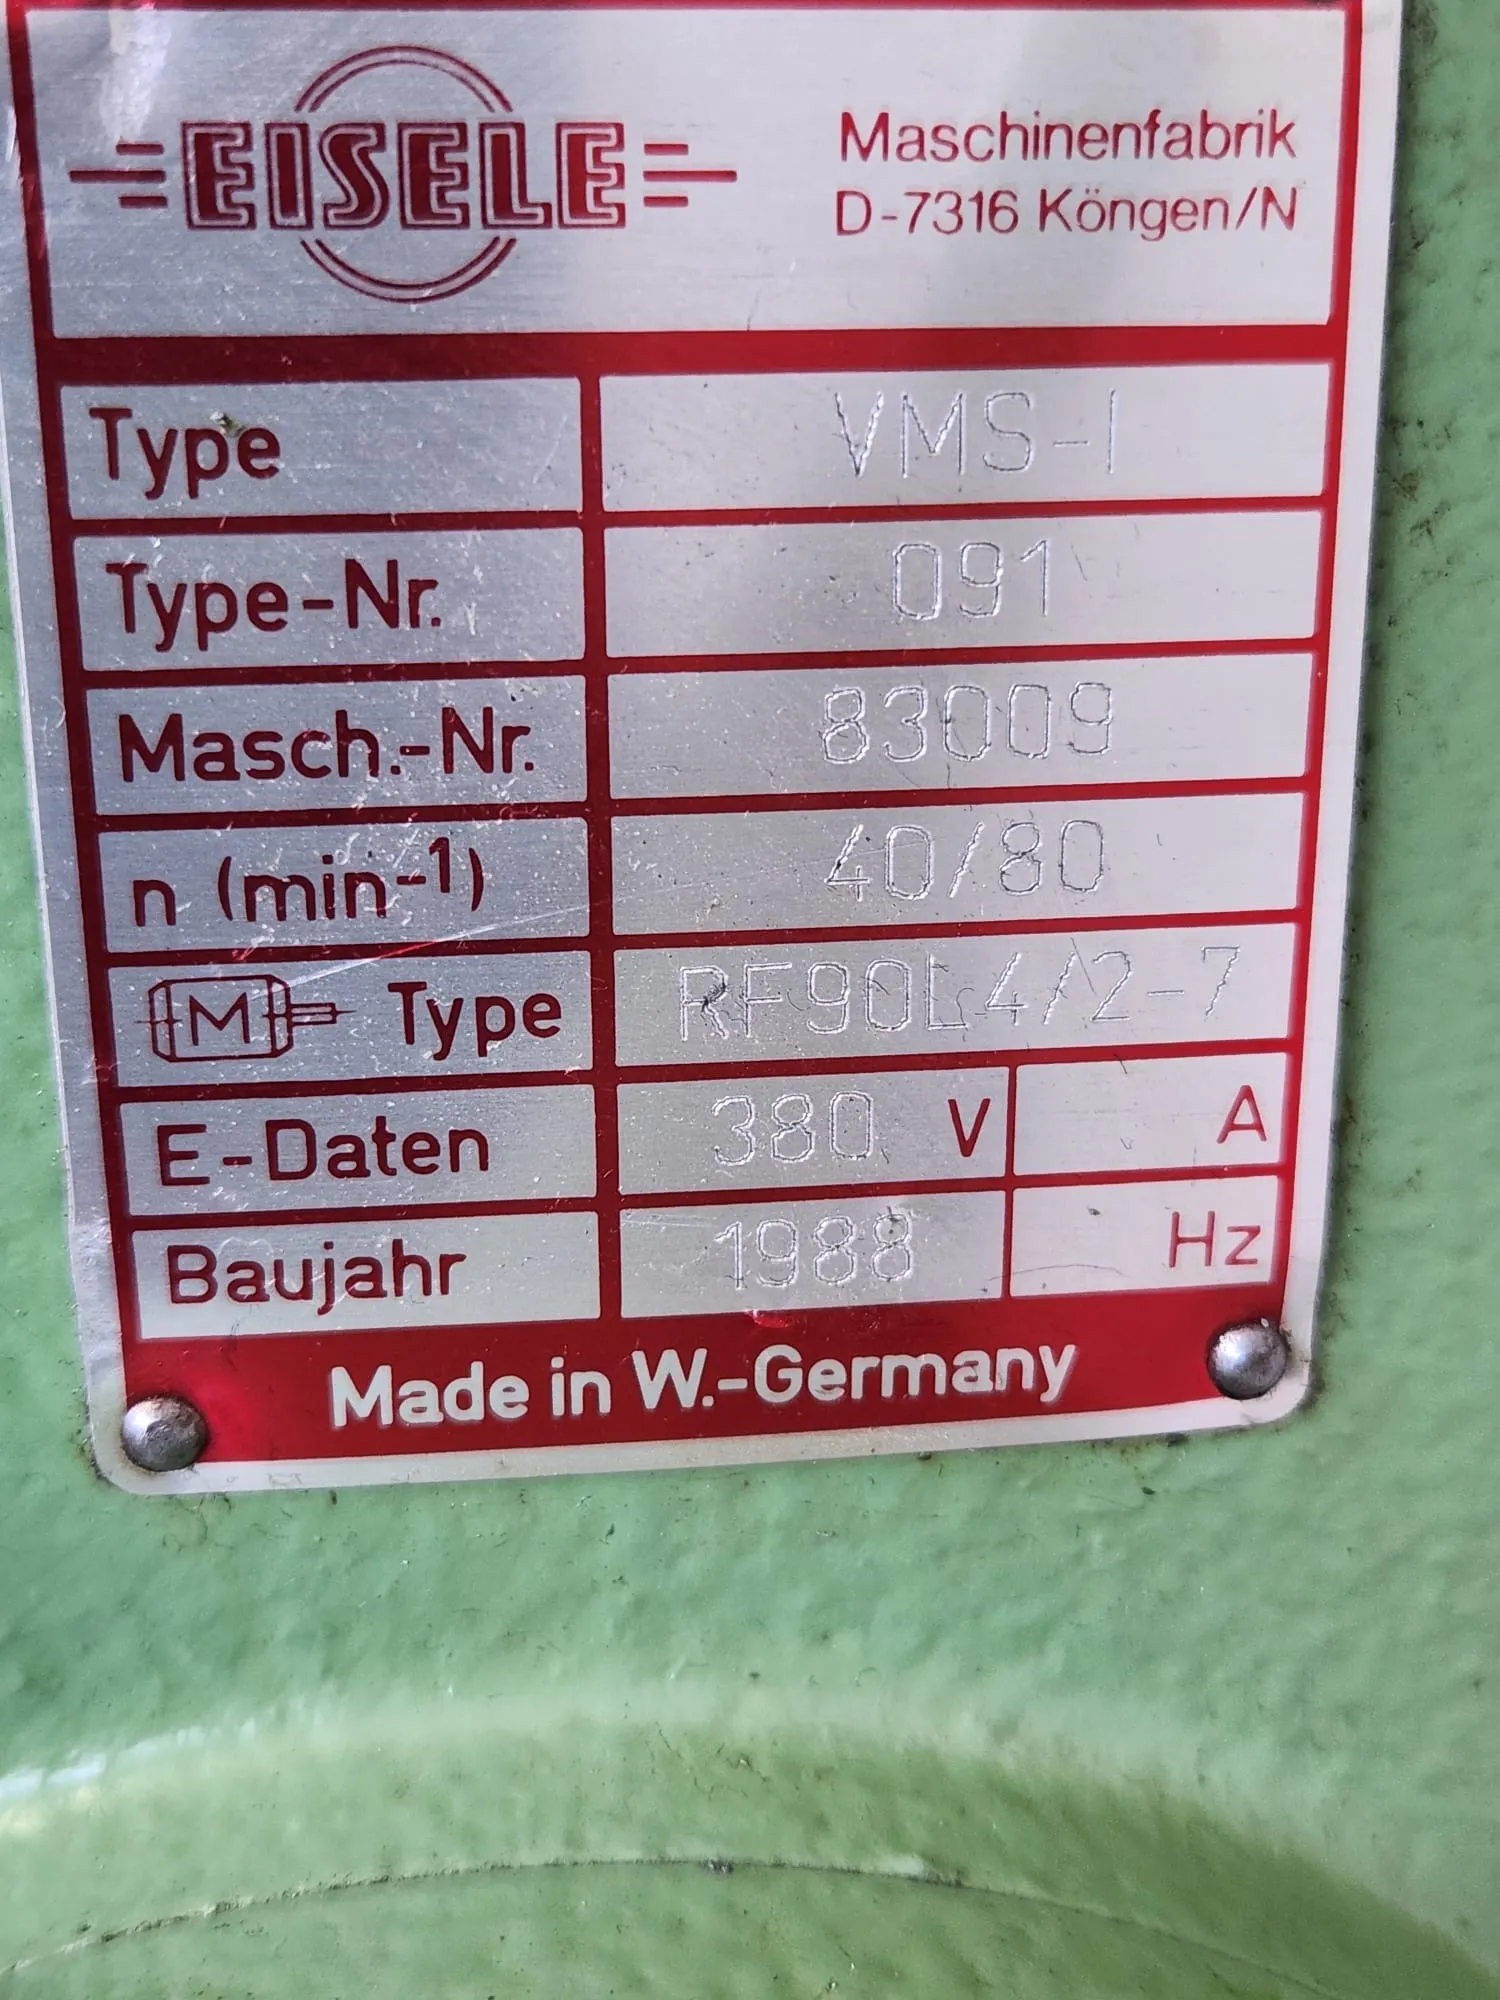 EISELE
Maschinenfabrik
D-7316 Köngen/N
Type VMS-I
Type-Nr. 091
Masch.-Nr. 83009
n (min-1) 40/80
M Type RF90L4/2-7
E-Daten 380 V A
Baujahr 1988 Hz
Made in W.-Germany